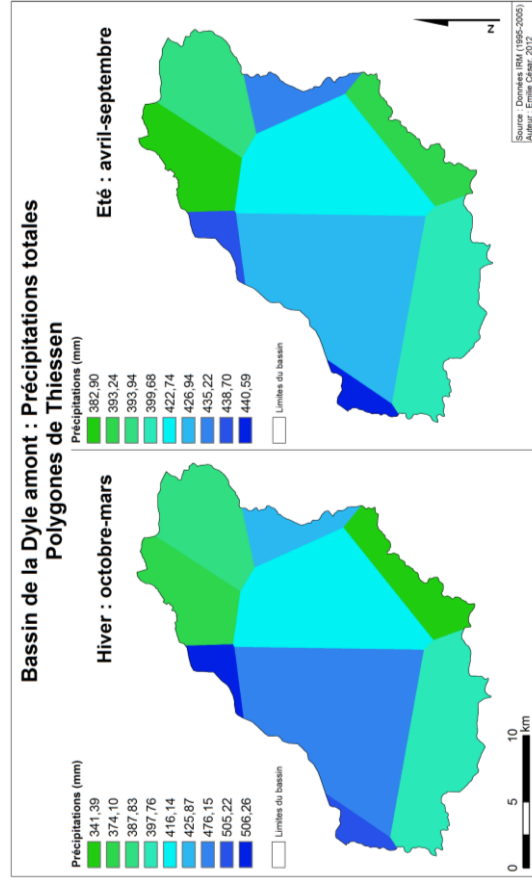 Bassin de la Dyle amont : Précipitations totales
Polygones de Thiessen
Hiver : octobre-mars
Précipitations (mm)
341,39
374,10
387,83
397,76
416,14
425,87
476,15
505,22
506,26
Limites du bassin
0 5 10
km
Eté : avril-septembre
Précipitations (mm)
382,90
393,24
393,94
399,68
422,74
426,94
435,22
438,70
440,59
Limites du bassin
N
Source : Données IRM (1995-2005)
Auteur : Emilie César, 2012